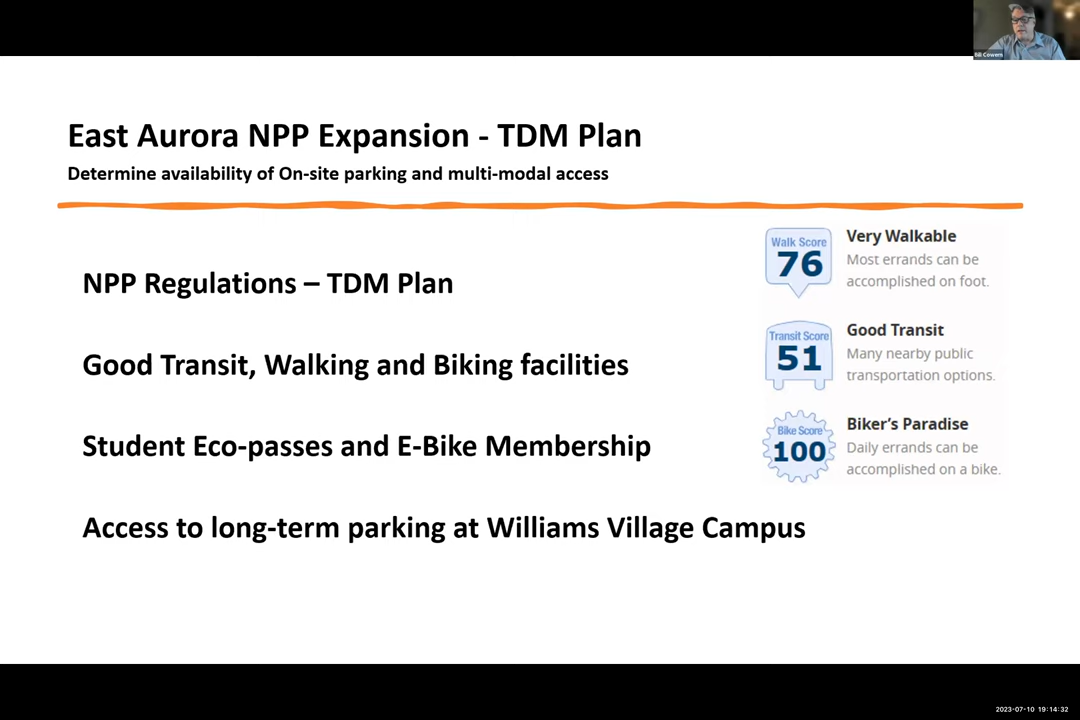 Bill Cowern
East Aurora NPP Expansion - TDM Plan
Determine availability of On-site parking and multi-modal access
NPP Regulations – TDM Plan
Good Transit, Walking and Biking facilities
Student Eco-passes and E-Bike Membership
Access to long-term parking at Williams Village Campus
Walk Score
76
Very Walkable
Most errands can be
accomplished on foot.
Transit Score
51
Good Transit
Many nearby public
transportation options.
Bike Score
100
Biker's Paradise
Daily errands can be
accomplished on a bike.
2023-07-10 19:14:32